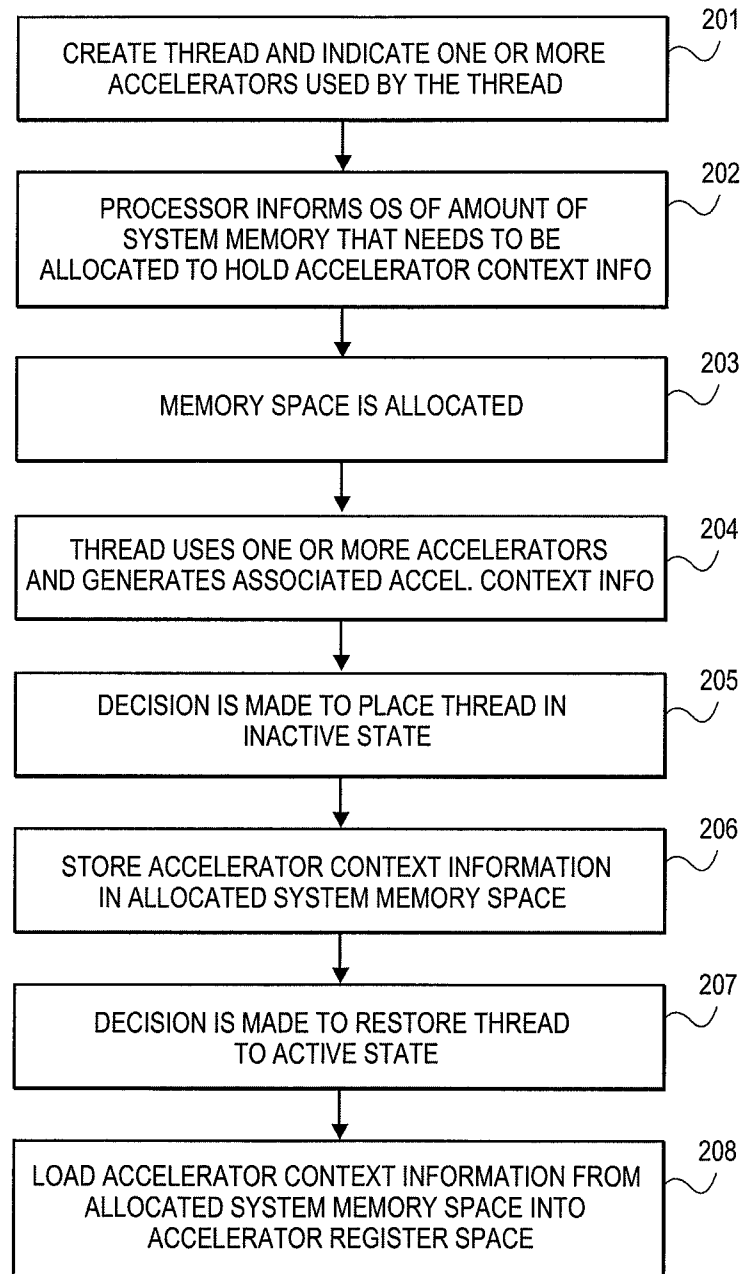 201
CREATE THREAD AND INDICATE ONE OR MORE
ACCELERATORS USED BY THE THREAD
202
PROCESSOR INFORMS OS OF AMOUNT OF
SYSTEM MEMORY THAT NEEDS TO BE
ALLOCATED TO HOLD ACCELERATOR CONTEXT INFO
203
MEMORY SPACE IS ALLOCATED
204
THREAD USES ONE OR MORE ACCELERATORS
AND GENERATES ASSOCIATED ACCEL. CONTEXT INFO
205
DECISION IS MADE TO PLACE THREAD IN
INACTIVE STATE
206
STORE ACCELERATOR CONTEXT INFORMATION
IN ALLOCATED SYSTEM MEMORY SPACE
207
DECISION IS MADE TO RESTORE THREAD
TO ACTIVE STATE
208
LOAD ACCELERATOR CONTEXT INFORMATION FROM
ALLOCATED SYSTEM MEMORY SPACE INTO
ACCELERATOR REGISTER SPACE